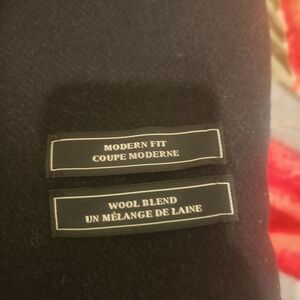 MODERN FIT
COUPE MODERNE
WOOL BLEND
UN MÉLANGE DE LAINE